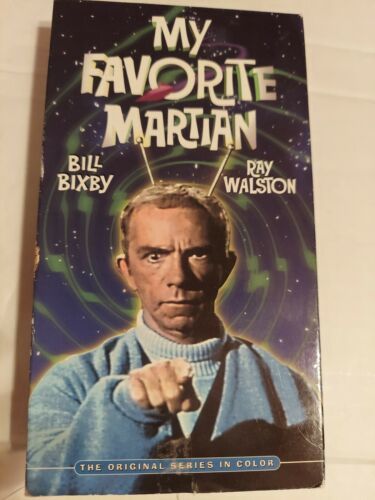 MY
FAVORITE
MARTIAN
BILL
BIXBY
RAY
WALSTON
THE ORIGINAL SERIES IN COLOR